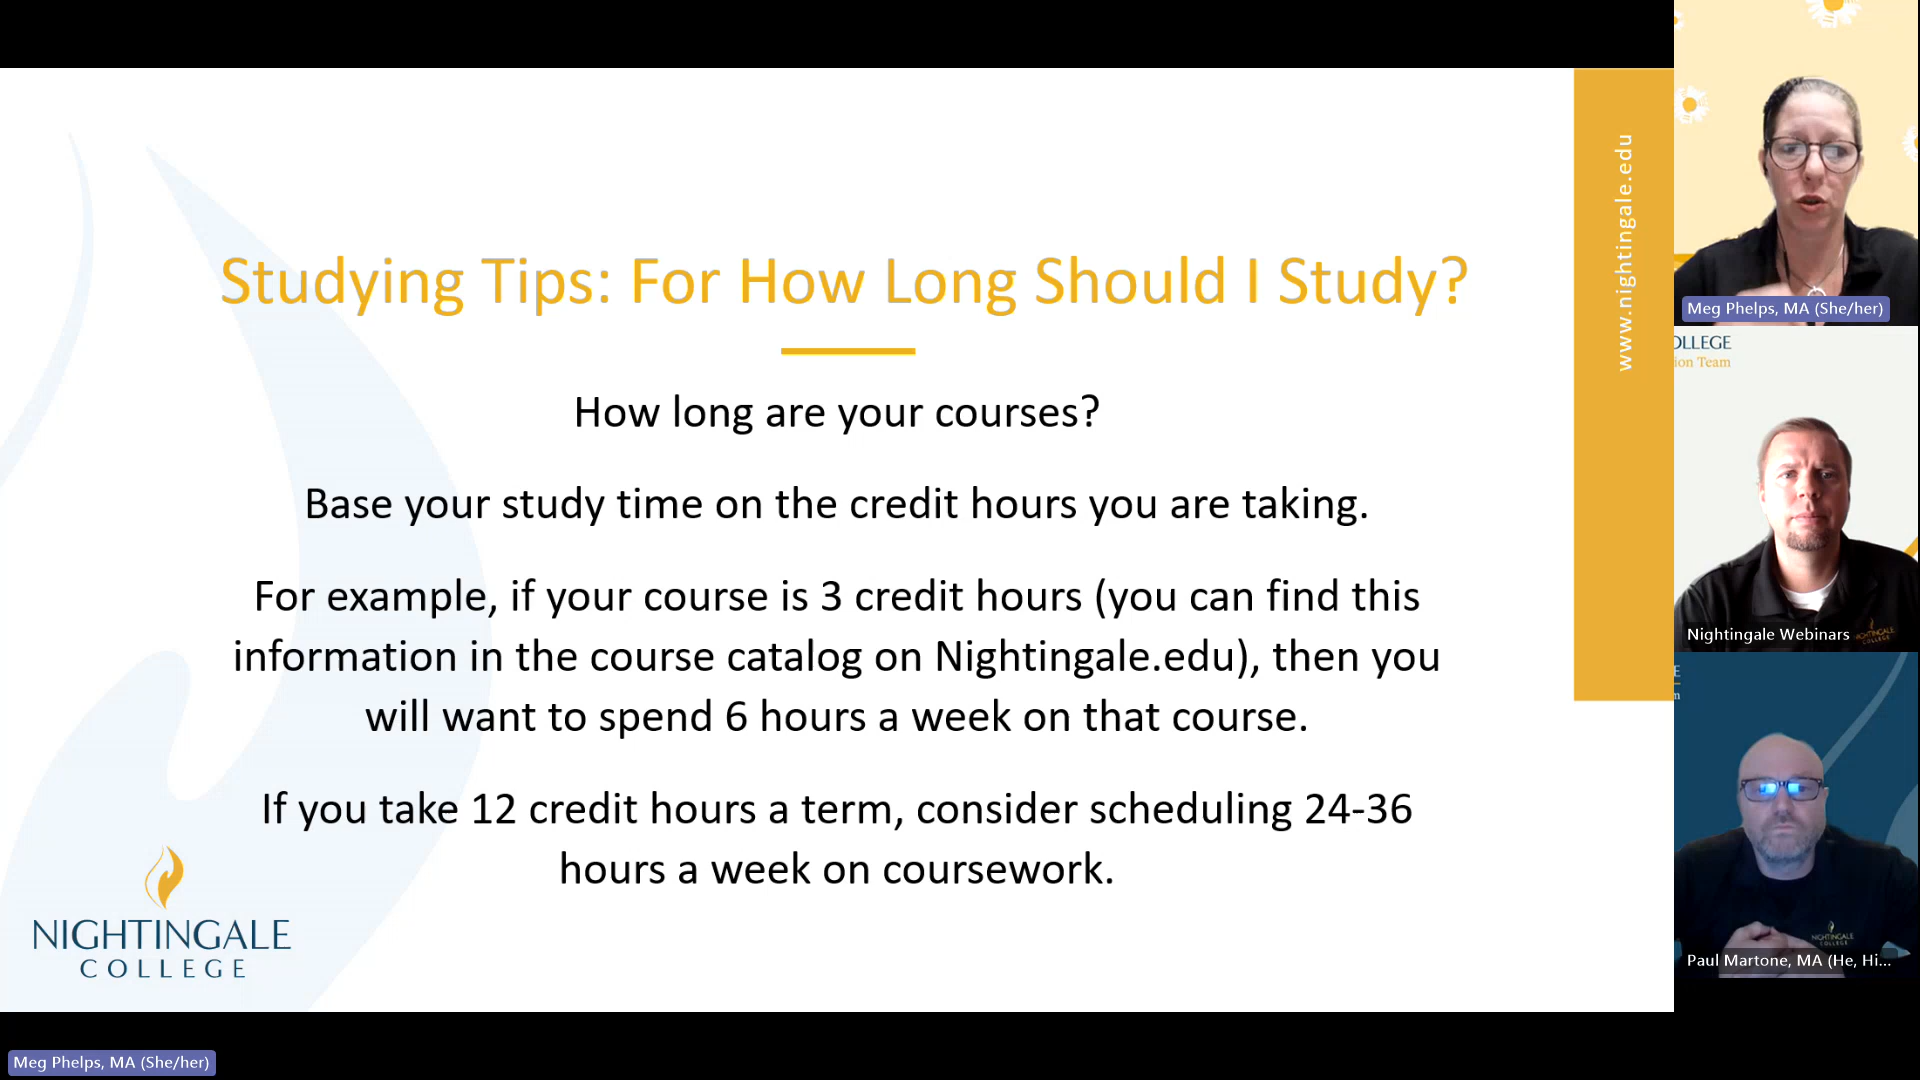 Studying Tips: For How Long Should I Study?
How long are your courses?
Base your study time on the credit hours you are taking.
For example, if your course is 3 credit hours (you can find this
information in the course catalog on Nightingale.edu), then you
will want to spend 6 hours a week on that course.
If you take 12 credit hours a term, consider scheduling 24-36
hours a week on coursework.
NIGHTINGALE
COLLEGE
www.nightingale.edu
Meg Phelps, MA (She/her)
OLLEGE
ion Team
Nightingale Webinars
NIGHTINGALE
COLLEGE
E
n
NIGHTINGALE
COLLEGE
Paul Martone, MA (He, Hi...
Meg Phelps, MA (She/her)